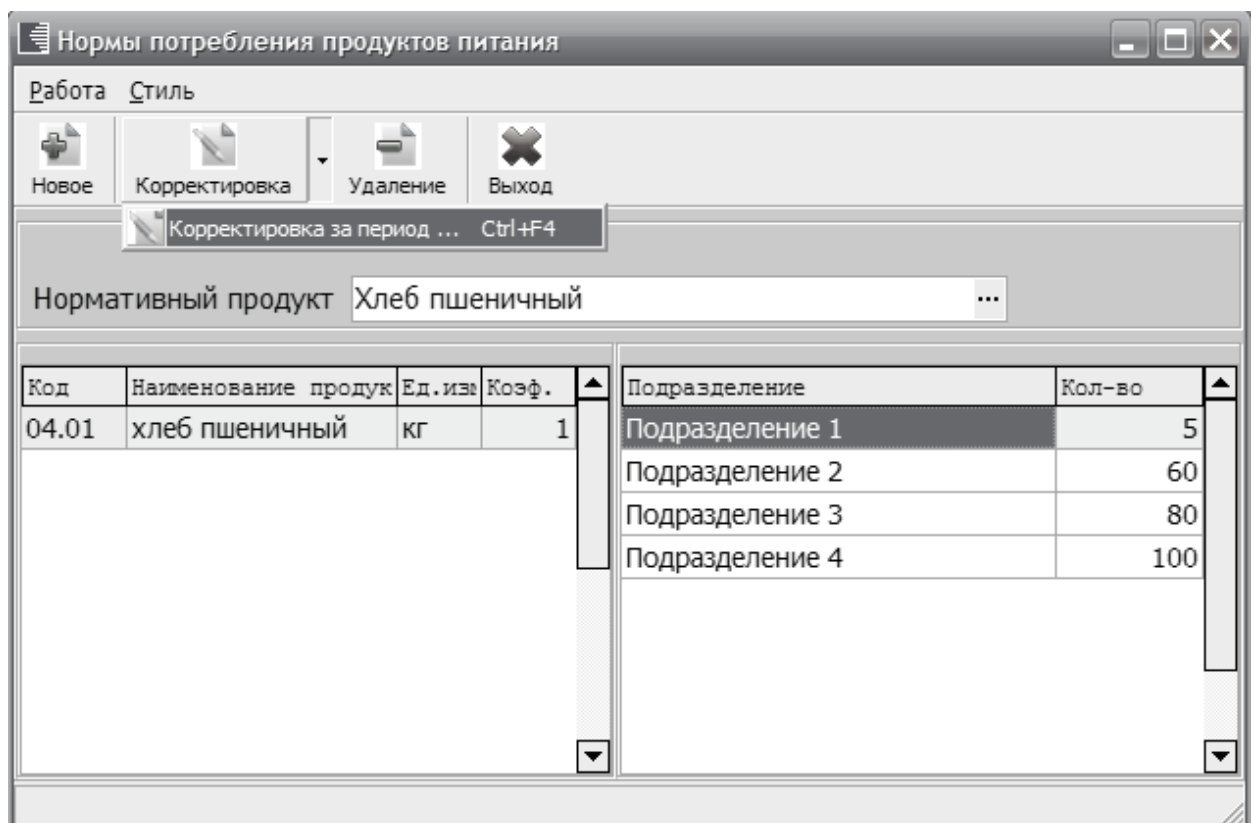 Нормы потребления продуктов питания
Работа Стиль
Новое Корректировка Удаление Выход
Корректировка за период ... Ctrl+F4
Нормативный продукт Хлеб пшеничный ...
Код Наименование продук Ед.изм Коэф. Подразделение Кол-во
04.01 хлеб пшеничный кг 1 Подразделение 1 5
Подразделение 2 60
Подразделение 3 80
Подразделение 4 100